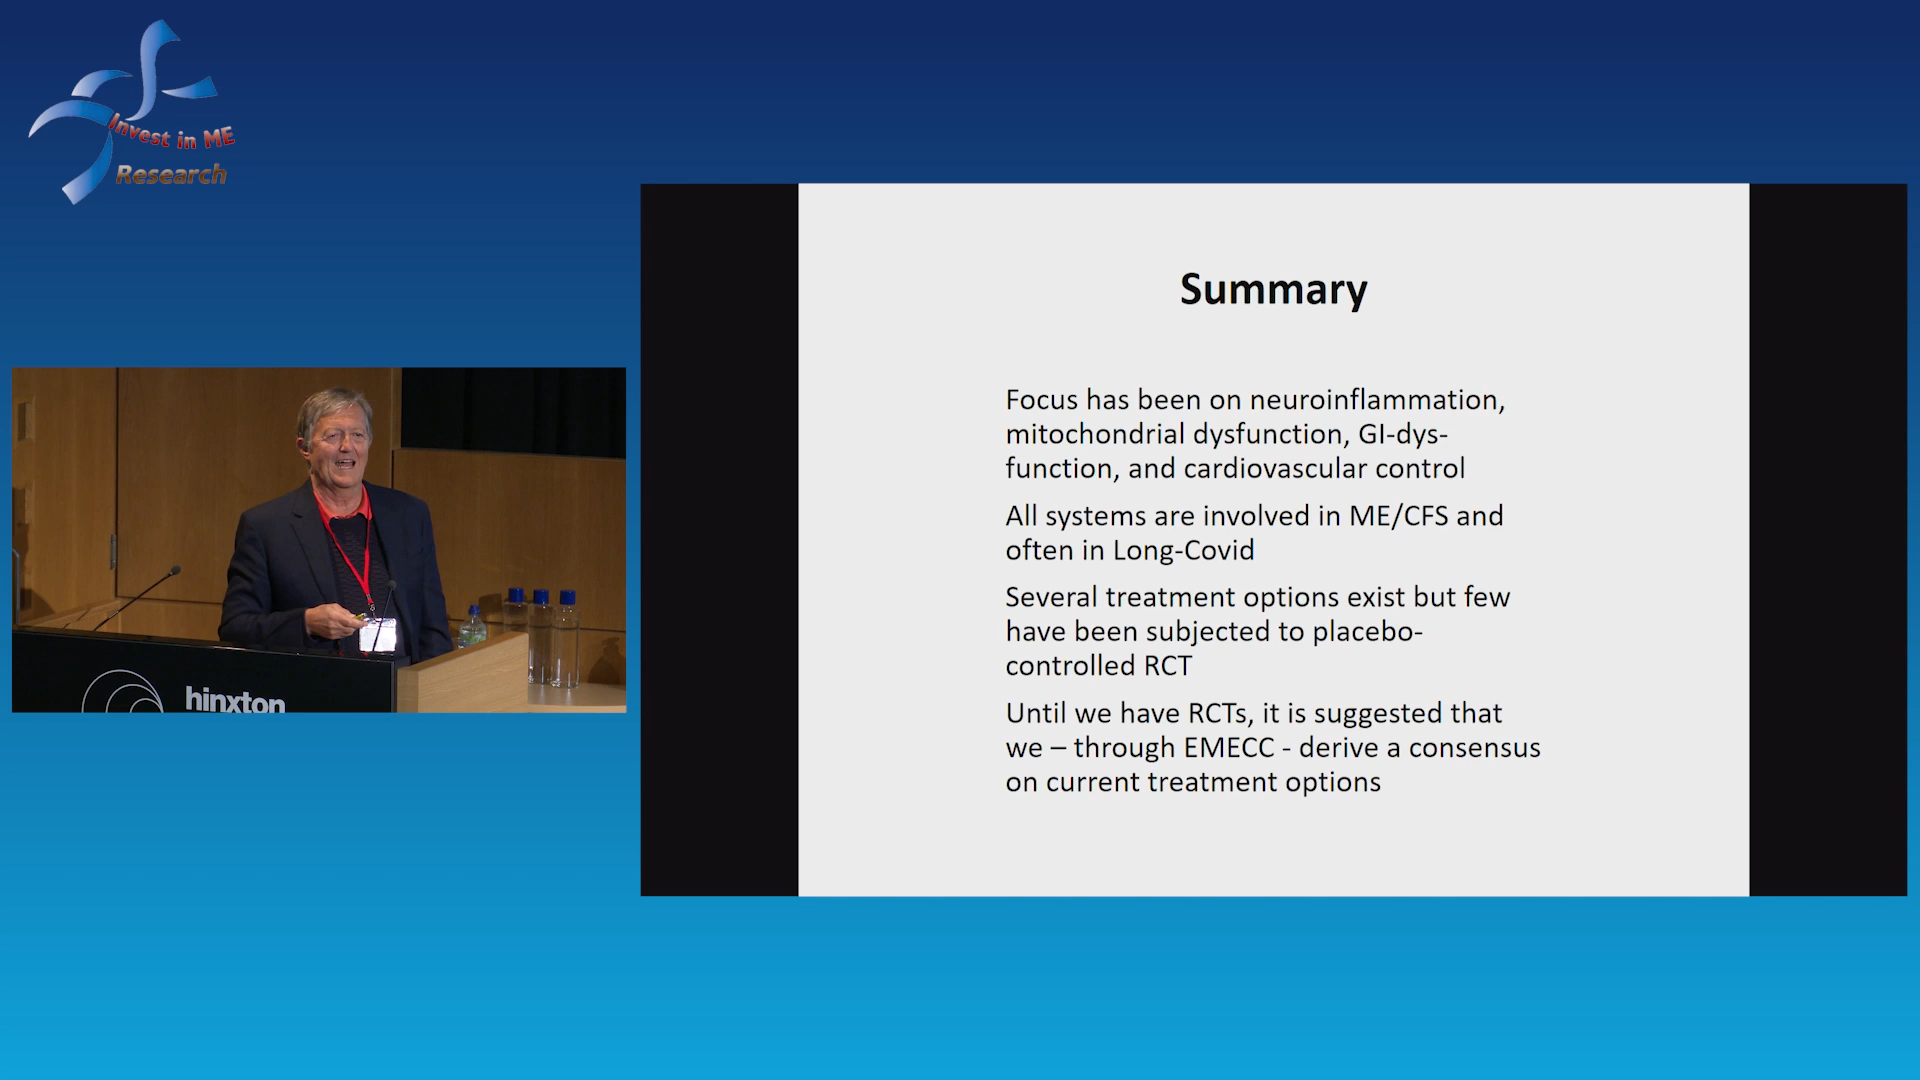 Invest in ME
Research
Summary
Focus has been on neuroinflammation,
mitochondrial dysfunction, GI-dys-
function, and cardiovascular control
All systems are involved in ME/CFS and
often in Long-Covid
Several treatment options exist but few
have been subjected to placebo-
controlled RCT
Until we have RCTs, it is suggested that
we – through EMECC - derive a consensus
on current treatment options
hinxton